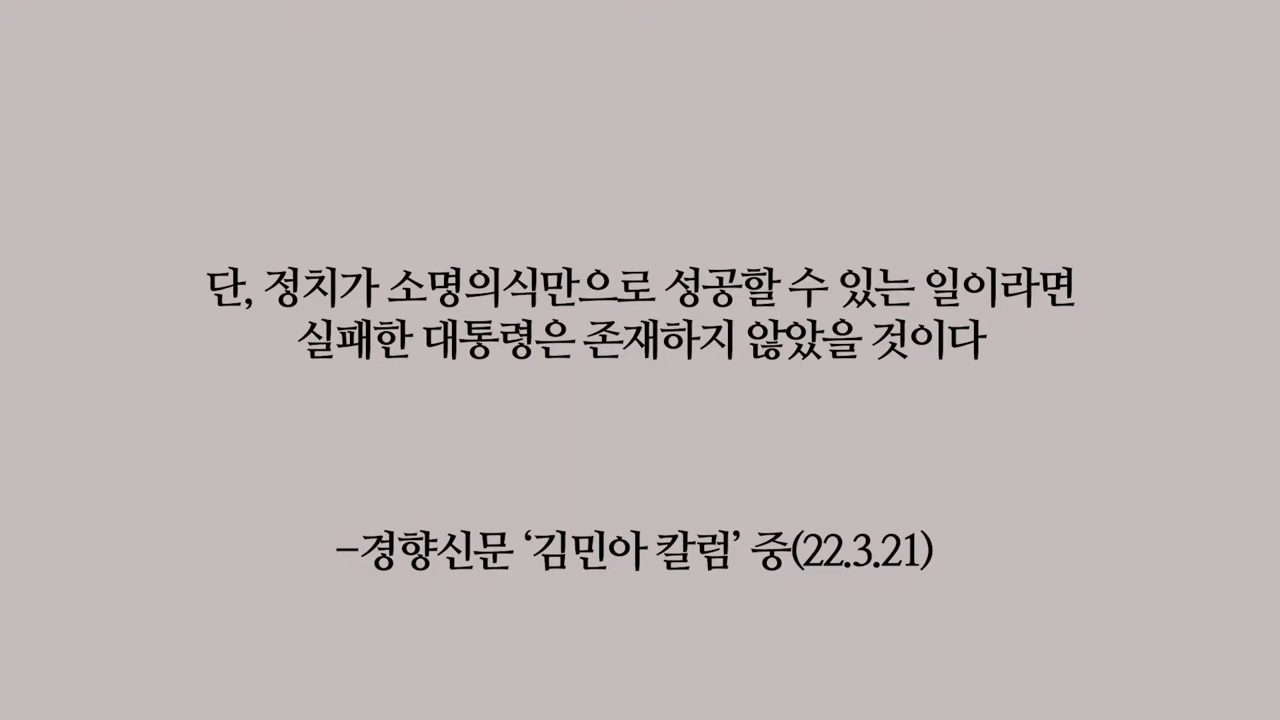 단, 정치가 소명의식만으로 성공할 수 있는 일이라면
실패한 대통령은 존재하지 않았을 것이다
-경향신문 ‘김민아 칼럼’ 중(22.3.21)